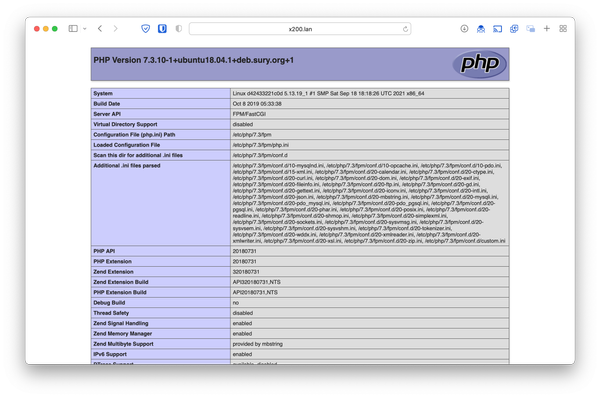 x200.lan
PHP Version 7.3.10-1+ubuntu18.04.1+deb.sury.org+1
php
System Linux d42433221c0d 5.13.19_1 #1 SMP Sat Sep 18 18:18:26 UTC 2021 x86_64
Build Date Oct 8 2019 05:33:38
Server API FPM/FastCGI
Virtual Directory Support disabled
Configuration File (php.ini) Path /etc/php/7.3/fpm
Loaded Configuration File /etc/php/7.3/fpm/php.ini
Scan this dir for additional .ini files /etc/php/7.3/fpm/conf.d
Additional .ini files parsed /etc/php/7.3/fpm/conf.d/10-mysqlnd.ini, /etc/php/7.3/fpm/conf.d/10-opcache.ini, /etc/php/7.3/fpm/conf.d/10-pdo.ini,
/etc/php/7.3/fpm/conf.d/15-xml.ini, /etc/php/7.3/fpm/conf.d/20-calendar.ini, /etc/php/7.3/fpm/conf.d/20-ctype.ini,
/etc/php/7.3/fpm/conf.d/20-curl.ini, /etc/php/7.3/fpm/conf.d/20-dom.ini, /etc/php/7.3/fpm/conf.d/20-exif.ini,
/etc/php/7.3/fpm/conf.d/20-fileinfo.ini, /etc/php/7.3/fpm/conf.d/20-ftp.ini, /etc/php/7.3/fpm/conf.d/20-gd.ini,
/etc/php/7.3/fpm/conf.d/20-gettext.ini, /etc/php/7.3/fpm/conf.d/20-iconv.ini, /etc/php/7.3/fpm/conf.d/20-intl.ini,
/etc/php/7.3/fpm/conf.d/20-json.ini, /etc/php/7.3/fpm/conf.d/20-mbstring.ini, /etc/php/7.3/fpm/conf.d/20-mysqli.ini,
/etc/php/7.3/fpm/conf.d/20-pdo_mysql.ini, /etc/php/7.3/fpm/conf.d/20-pdo_pgsql.ini, /etc/php/7.3/fpm/conf.d/20-
pgsql.ini, /etc/php/7.3/fpm/conf.d/20-phar.ini, /etc/php/7.3/fpm/conf.d/20-posix.ini, /etc/php/7.3/fpm/conf.d/20-
readline.ini, /etc/php/7.3/fpm/conf.d/20-shmop.ini, /etc/php/7.3/fpm/conf.d/20-simplexml.ini,
/etc/php/7.3/fpm/conf.d/20-sockets.ini, /etc/php/7.3/fpm/conf.d/20-sysvmsg.ini, /etc/php/7.3/fpm/conf.d/20-
sysvsem.ini, /etc/php/7.3/fpm/conf.d/20-sysvshm.ini, /etc/php/7.3/fpm/conf.d/20-tokenizer.ini,
/etc/php/7.3/fpm/conf.d/20-wddx.ini, /etc/php/7.3/fpm/conf.d/20-xmlreader.ini, /etc/php/7.3/fpm/conf.d/20-
xmlwriter.ini, /etc/php/7.3/fpm/conf.d/20-xsl.ini, /etc/php/7.3/fpm/conf.d/20-zip.ini, /etc/php/7.3/fpm/conf.d/custom.ini
PHP API 20180731
PHP Extension 20180731
Zend Extension 320180731
Zend Extension Build API320180731,NTS
PHP Extension Build API20180731,NTS
Debug Build no
Thread Safety disabled
Zend Signal Handling enabled
Zend Memory Manager enabled
Zend Multibyte Support provided by mbstring
IPv6 Support enabled